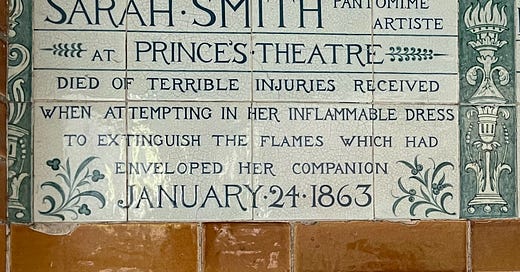 SARAH·SMITH PANTOMIME
ARTISTE
AT PRINCE'S THEATRE
DIED OF TERRIBLE INJURIES RECEIVED
WHEN ATTEMPTING IN HER INFLAMMABLE DRESS
TO EXTINGUISH THE FLAMES WHICH HAD
ENVELOPED HER COMPANION
JANUARY·24·1863